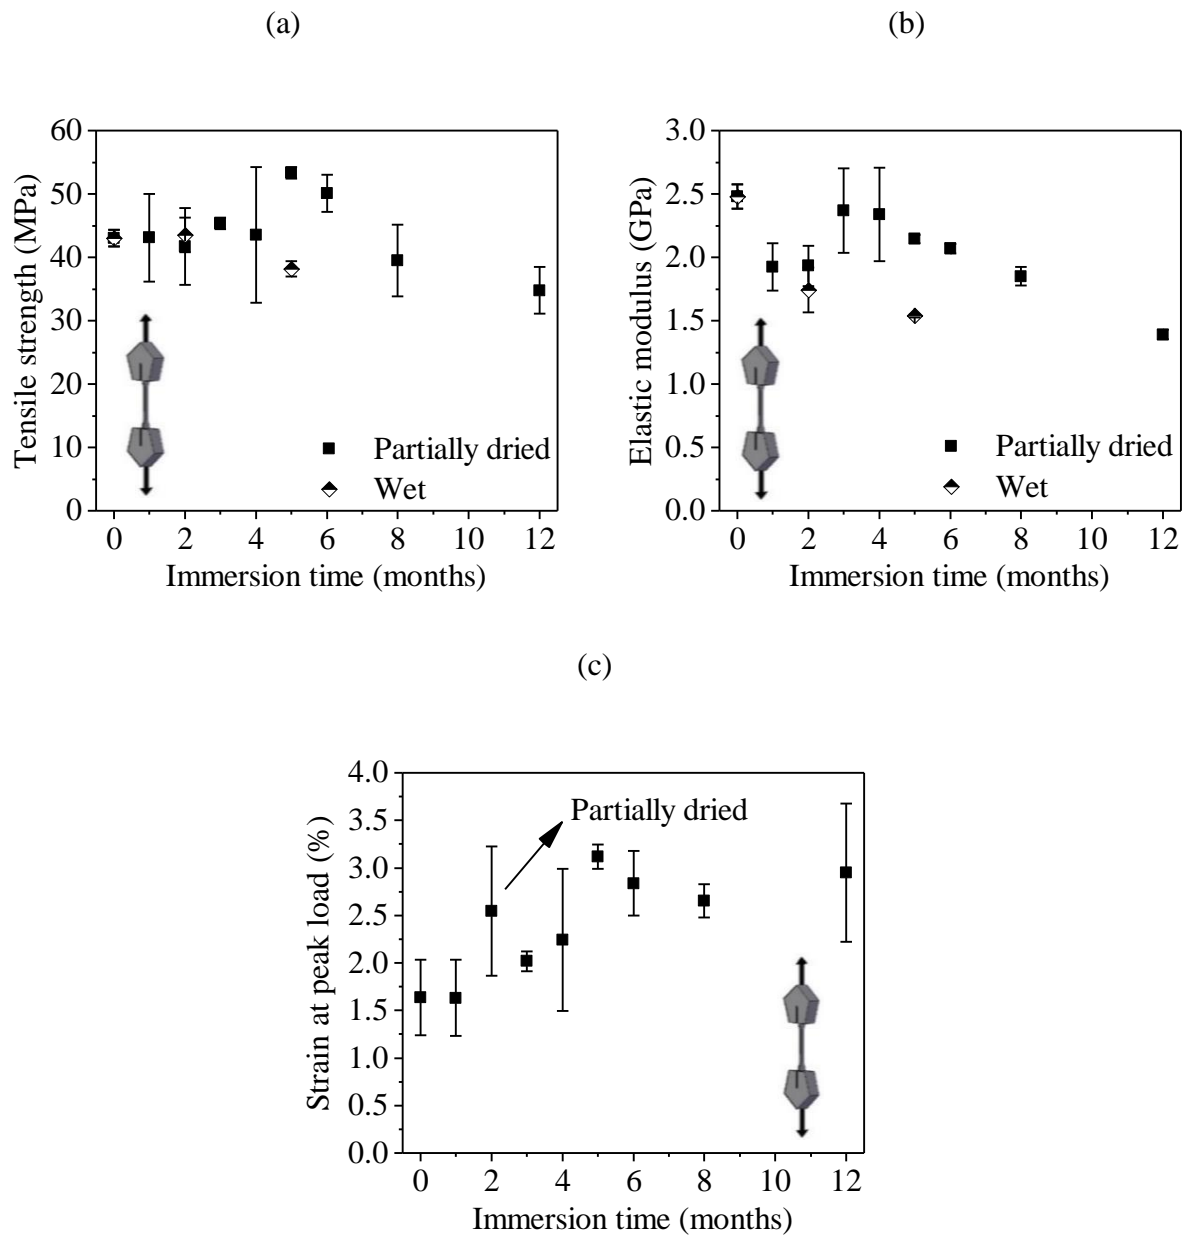 (a)
(b)
60
50
40
30
20
10
0
Tensile strength (MPa)
Partially dried
Wet
0 2 4 6 8 10 12
Immersion time (months)
3.0
2.5
2.0
1.5
1.0
0.5
0.0
Elastic modulus (GPa)
Partially dried
Wet
0 2 4 6 8 10 12
Immersion time (months)
(c)
4.0
3.5
3.0
2.5
2.0
1.5
1.0
0.5
0.0
Strain at peak load (%)
Partially dried
0 2 4 6 8 10 12
Immersion time (months)